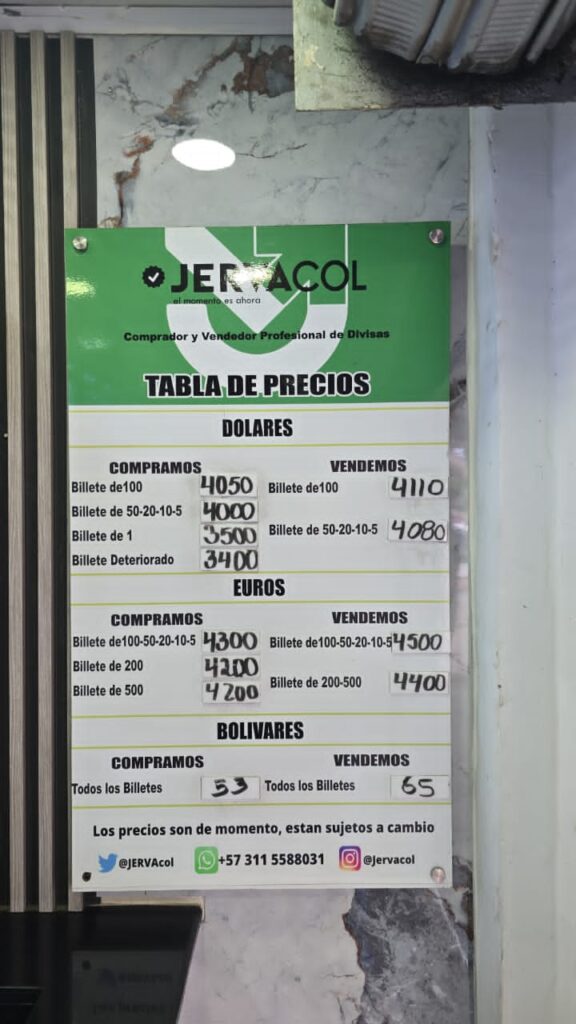 JERVACOL
el momento es ahora
Comprador y Vendedor Profesional de Divisas
TABLA DE PRECIOS
DOLARES
COMPRAMOS VENDEMOS
Billete de100 4050 Billete de100 4110
Billete de 50-20-10-5 4000
Billete de 50-20-10-5 4080
Billete de 1 3500
Billete Deteriorado 3400
EUROS
COMPRAMOS VENDEMOS
Billete de100-50-20-10-5 4300 Billete de100-50-20-10-5 4500
Billete de 200 4200
Billete de 200-500 4400
Billete de 500 4200
BOLIVARES
COMPRAMOS VENDEMOS
Todos los Billetes 53 Todos los Billetes 65
Los precios son de momento, estan sujetos a cambio
@JERVAcol +57 311 5588031 @Jervacol